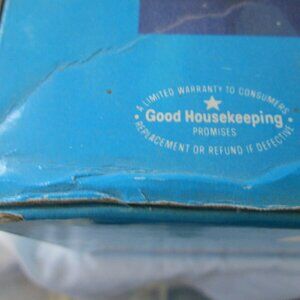 A LIMITED WARRANTY TO CONSUMERS
★
• Good Housekeeping •
PROMISES
REPLACEMENT OR REFUND IF DEFECTIVE